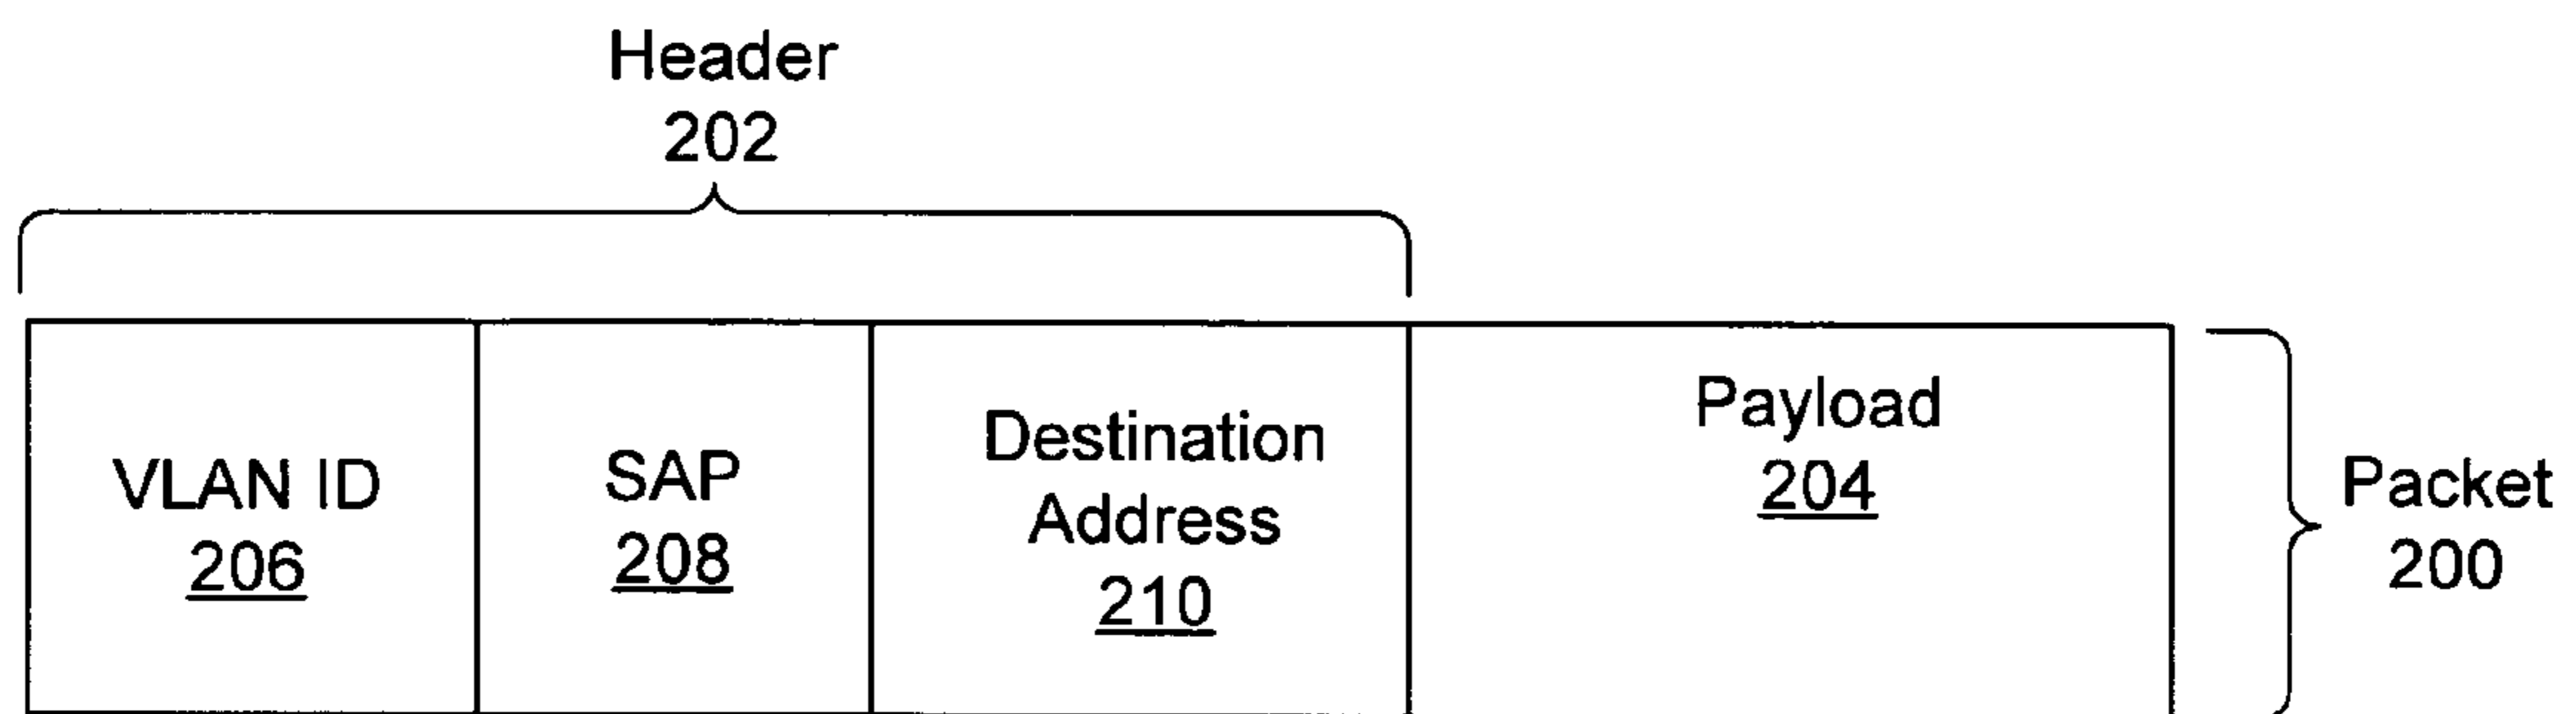 Header
202
VLAN ID
206
SAP
208
Destination
Address
210
Payload
204
Packet
200